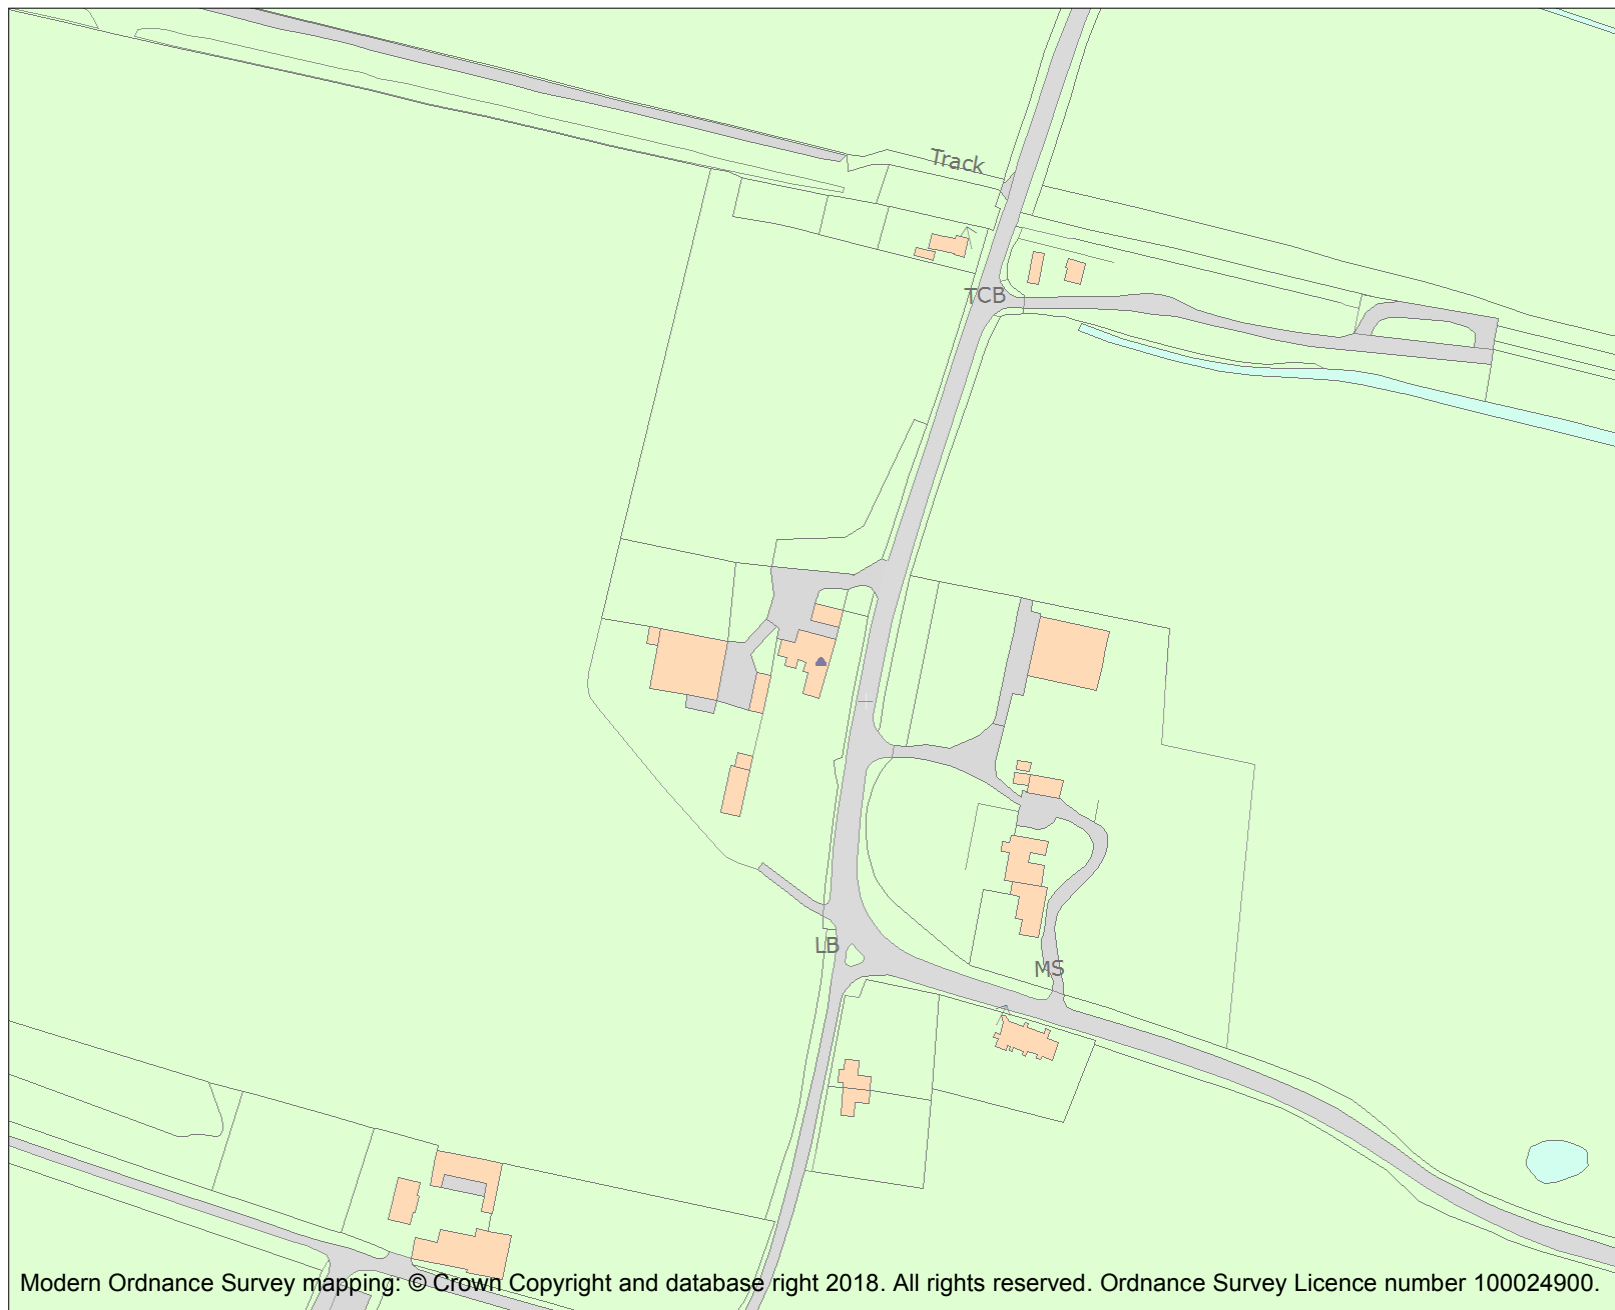 Track
TCB
LB
MS
Modern Ordnance Survey mapping: © Crown Copyright and database right 2018. All rights reserved. Ordnance Survey Licence number 100024900.